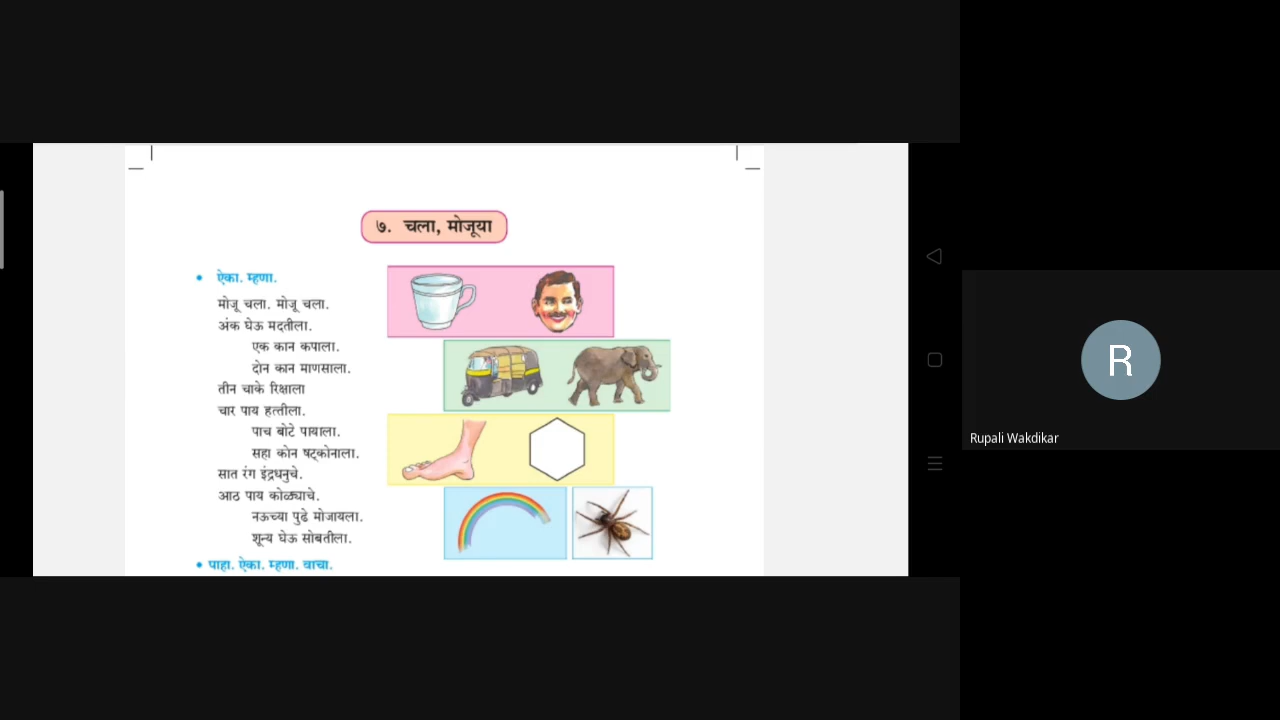 ७. चला, मोजूया
• ऐका. म्हणा.
मोजू चला. मोजू चला.
अंक घेऊ मदतीला.
एक कान कपाला.
दोन कान माणसाला.
तीन चाके रिक्षाला
चार पाय हत्तीला.
पाच बोटे पायाला.
सहा कोन षट्कोनाला.
सात रंग इंद्रधनुचे.
आठ पाय कोळ्याचे.
नऊच्या पुढे मोजायला.
शून्य घेऊ सोबतीला.
• पाहा. ऐका. म्हणा. वाचा.
R
Rupali Wakdikar